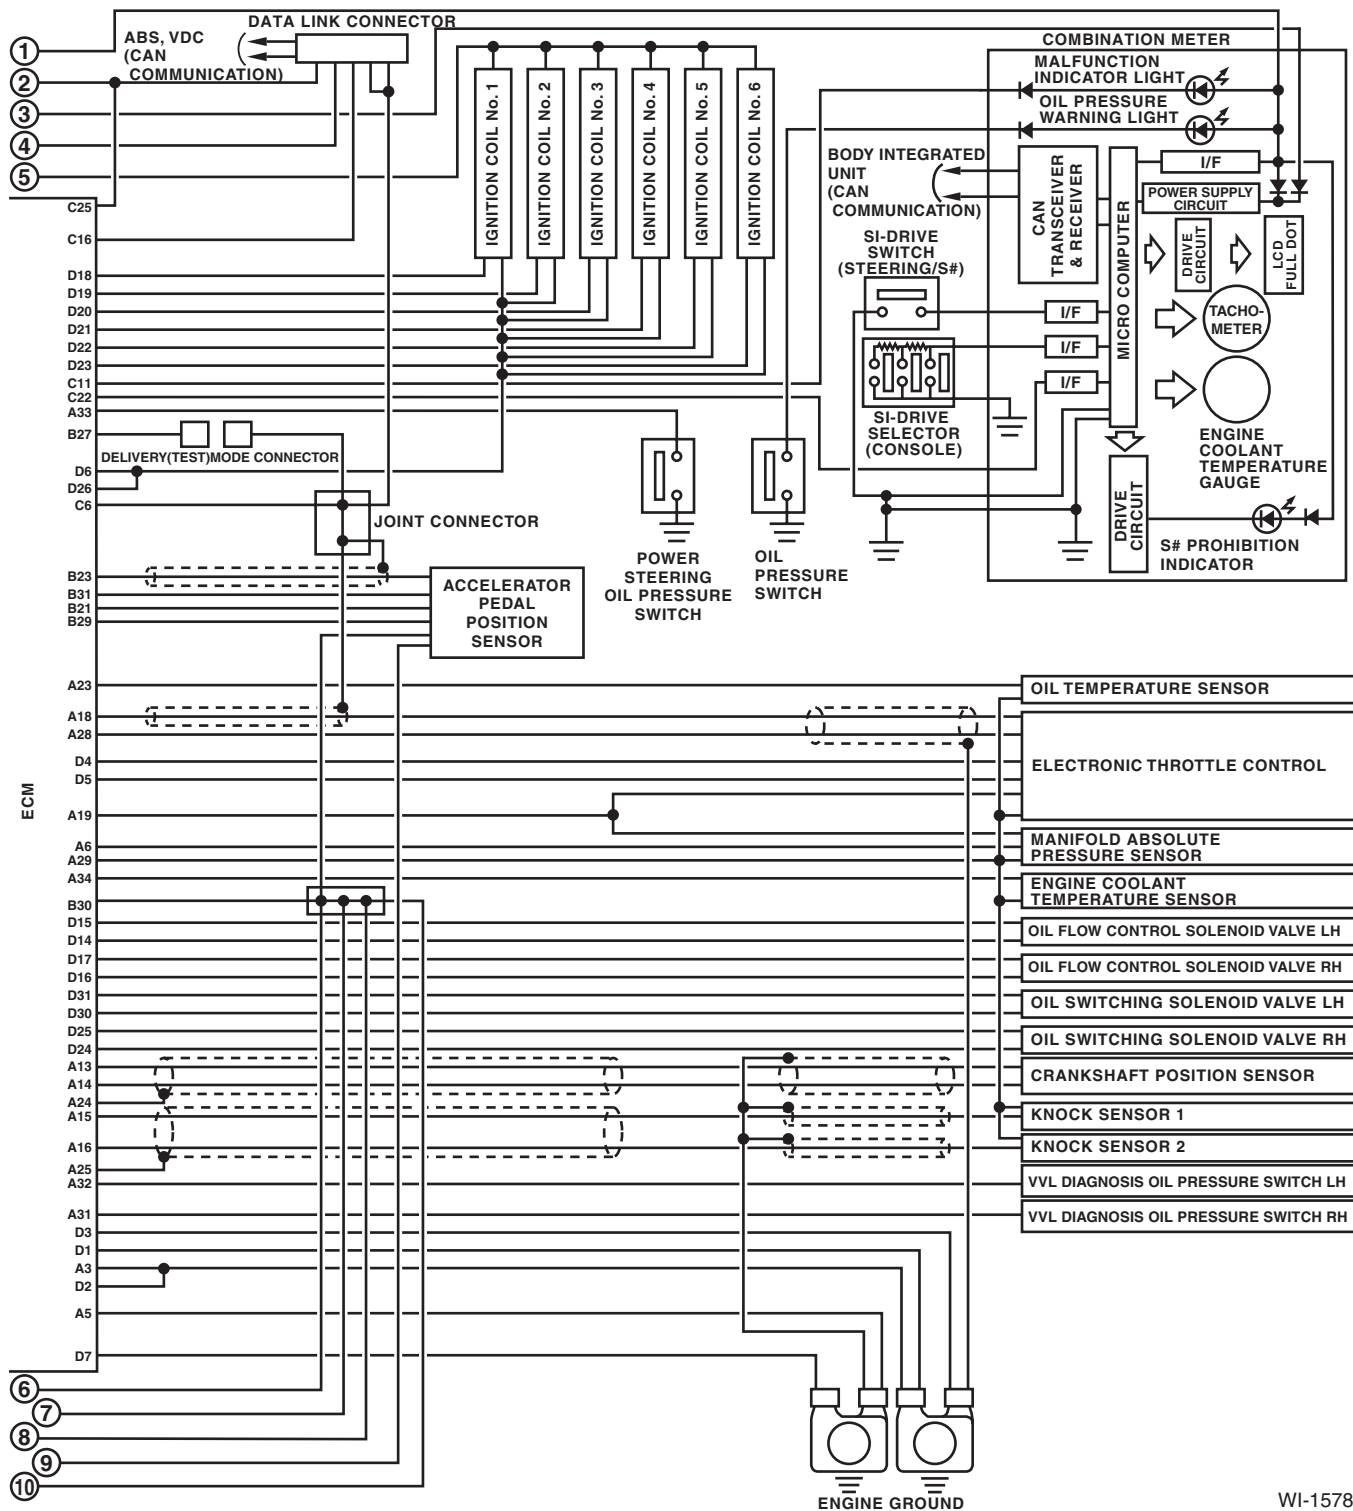 DATA LINK CONNECTOR
ABS, VDC
(CAN
COMMUNICATION)
1
2
3
4
5
IGNITION COIL No. 1
IGNITION COIL No. 2
IGNITION COIL No. 3
IGNITION COIL No. 4
IGNITION COIL No. 5
IGNITION COIL No. 6
COMBINATION METER
MALFUNCTION
INDICATOR LIGHT
OIL PRESSURE
WARNING LIGHT
BODY INTEGRATED
UNIT
(CAN
COMMUNICATION)
CAN
TRANSCEIVER
& RECEIVER
MICRO COMPUTER
I/F
POWER SUPPLY
CIRCUIT
DRIVE
CIRCUIT
LCD
FULL DOT
SI-DRIVE
SWITCH
(STEERING/S#)
I/F
I/F
I/F
TACHO-
METER
SI-DRIVE
SELECTOR
(CONSOLE)
ENGINE
COOLANT
TEMPERATURE
GAUGE
DRIVE
CIRCUIT
S# PROHIBITION
INDICATOR
ECM
C25
C16
D18
D19
D20
D21
D22
D23
C11
C22
A33
B27
DELIVERY(TEST)MODE CONNECTOR
D6
D26
C6
JOINT CONNECTOR
POWER
STEERING
OIL PRESSURE
SWITCH
OIL
PRESSURE
SWITCH
B23
B31
B21
B29
ACCELERATOR
PEDAL
POSITION
SENSOR
A23
A18
A28
D4
D5
A19
A6
A29
A34
B30
D15
D14
D17
D16
D31
D30
D25
D24
A13
A14
A24
A15
A16
A25
A32
A31
D3
D1
A3
D2
A5
D7
OIL TEMPERATURE SENSOR
ELECTRONIC THROTTLE CONTROL
MANIFOLD ABSOLUTE
PRESSURE SENSOR
ENGINE COOLANT
TEMPERATURE SENSOR
OIL FLOW CONTROL SOLENOID VALVE LH
OIL FLOW CONTROL SOLENOID VALVE RH
OIL SWITCHING SOLENOID VALVE LH
OIL SWITCHING SOLENOID VALVE RH
CRANKSHAFT POSITION SENSOR
KNOCK SENSOR 1
KNOCK SENSOR 2
VVL DIAGNOSIS OIL PRESSURE SWITCH LH
VVL DIAGNOSIS OIL PRESSURE SWITCH RH
6
7
8
9
10
ENGINE GROUND
WI-1578